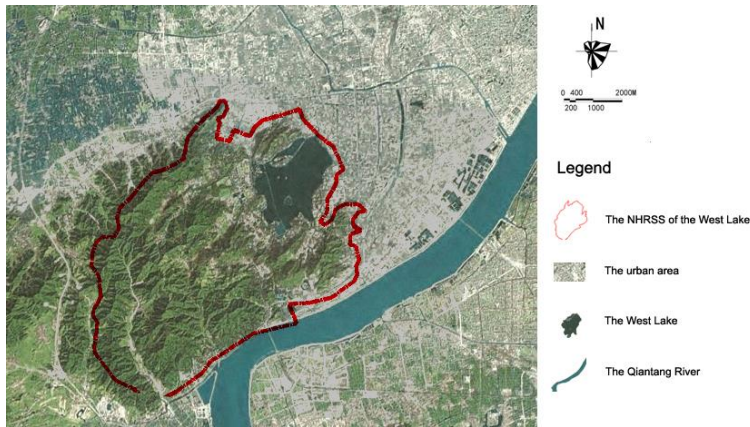 N
0 400 2000M
200 1000
Legend
The NHRSS of the West Lake
The urban area
The West Lake
The Qiantang River